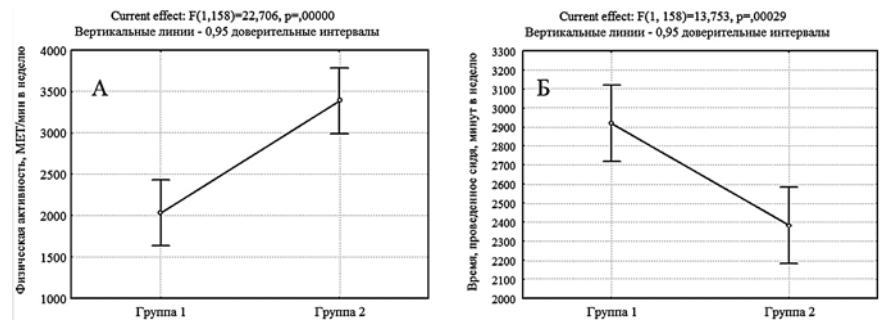 Current effect: F(1,158)=22,706, p=,00000
Вертикальные линии - 0,95 доверительные интервалы
Физическая активность, MET/мин в неделю
А
4000
3500
3000
2500
2000
1500
1000
Группа 1 Группа 2
Current effect: F(1, 158)=13,753, p=,00029
Вертикальные линии - 0,95 доверительные интервалы
Время, проведенное сидя, минут в неделю
Б
3300
3200
3100
3000
2900
2800
2700
2600
2500
2400
2300
2200
2100
2000
Группа 1 Группа 2